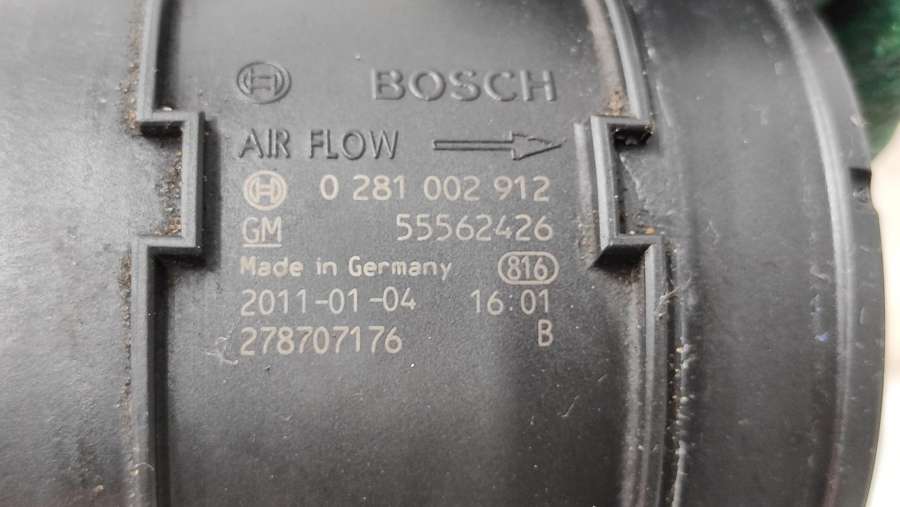 BOSCH
AIR FLOW
0 281 002 912
GM 55562426
Made in Germany 816
2011-01-04 16:01
278707176 B